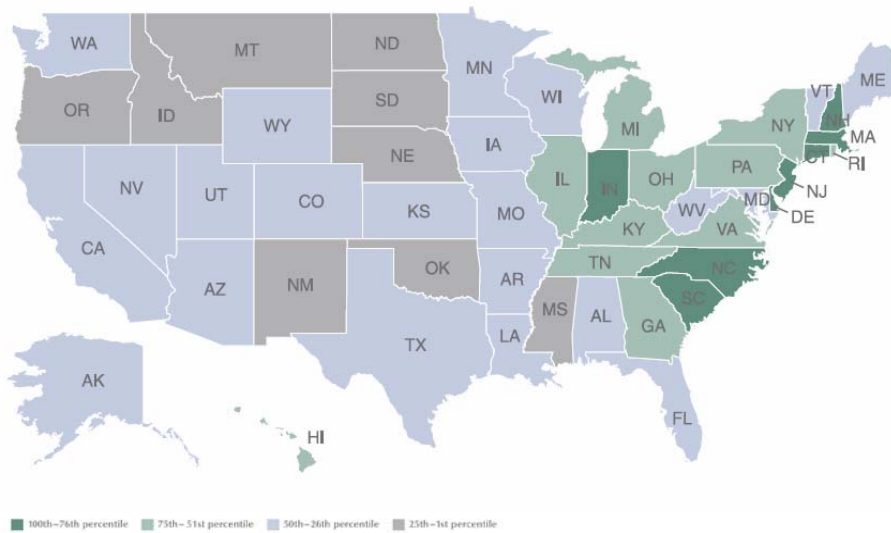 WA
MT
ND
MN
VT
ME
OR
ID
SD
WI
NH
NY
MA
WY
MI
CT
RI
IA
PA
NE
NJ
NV
UT
IL
IN
OH
MD
DE
CO
KS
MO
WV
VA
KY
CA
NC
TN
OK
AR
AZ
NM
SC
MS
AL
GA
TX
LA
AK
FL
HI
100th–76th percentile 75th–51st percentile 50th–26th percentile 25th–1st percentile